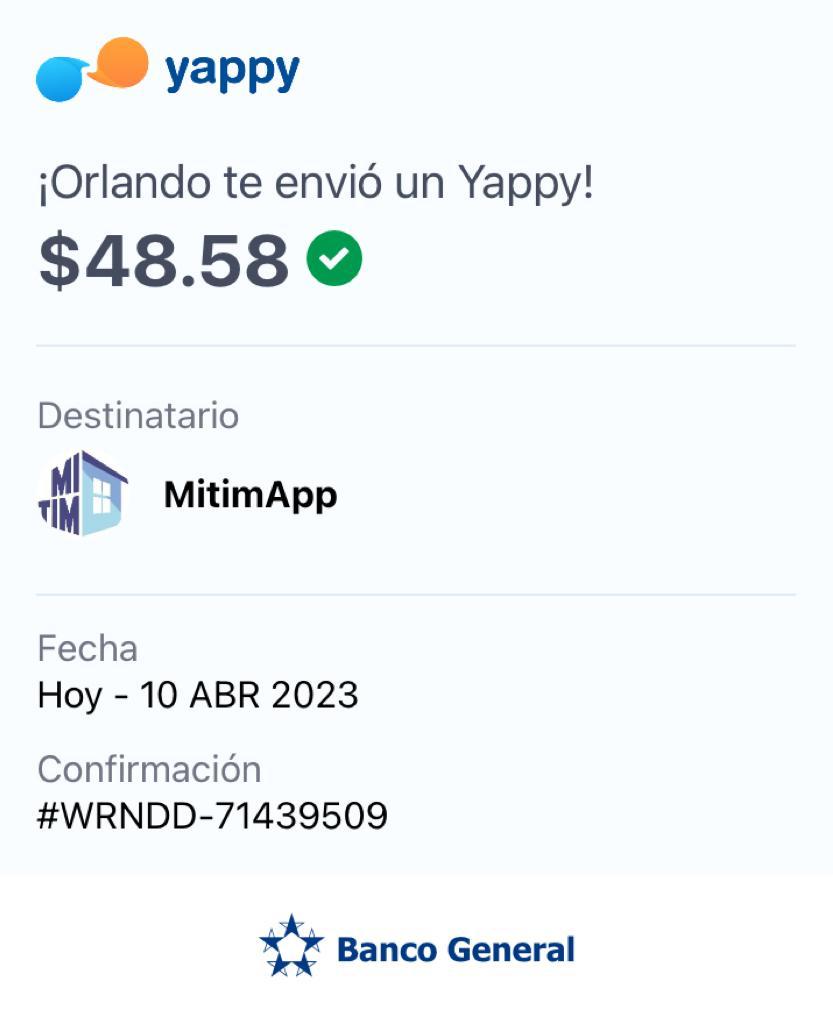 yappy
¡Orlando te envió un Yappy!
$48.58
Destinatario
MI
TIM
MitimApp
Fecha
Hoy - 10 ABR 2023
Confirmación
#WRNDD-71439509
Banco General